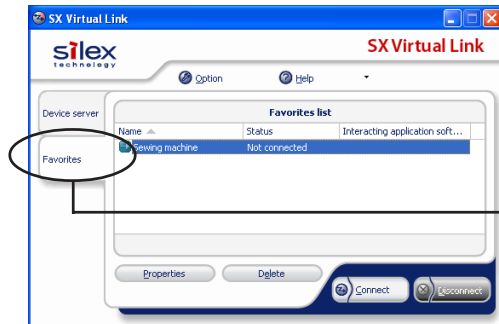 SX Virtual Link
silex
technology
SX Virtual Link
Option
Help
Device server
Favorites
Favorites list
Name
Status
Interacting application soft...
Sewing machine
Not connected
Properties
Delete
Connect
Disconnect